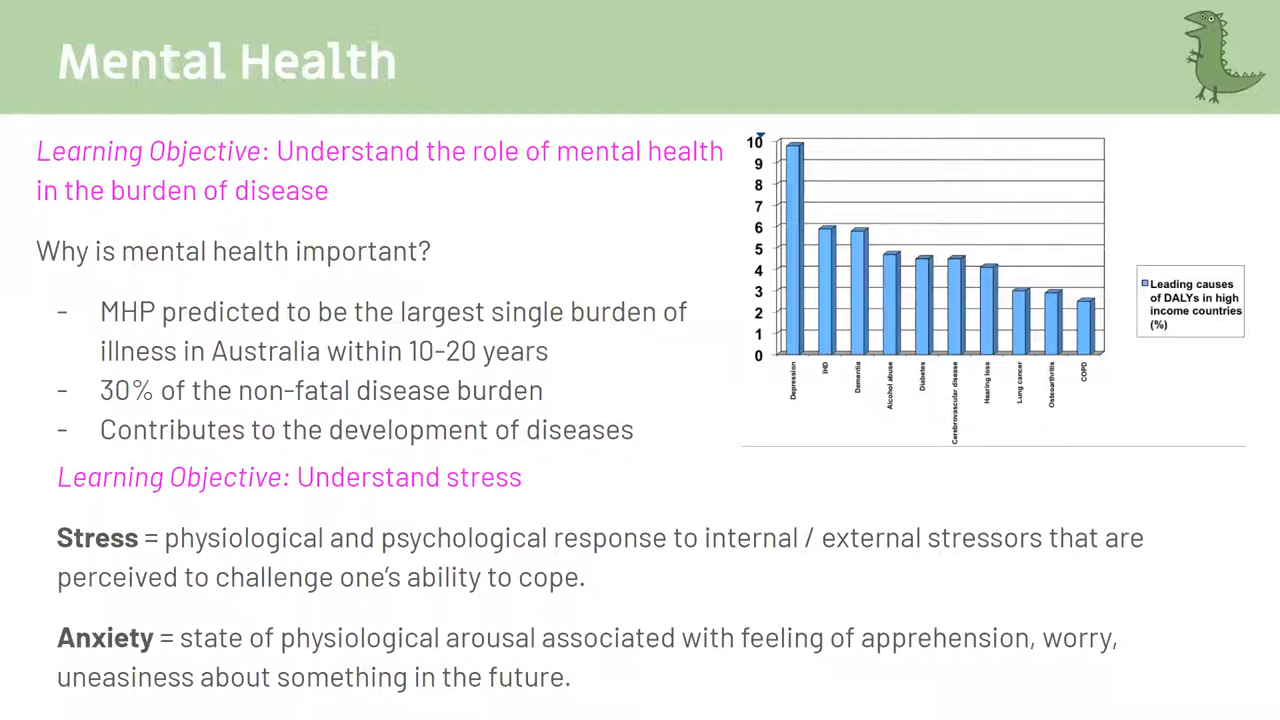 Mental Health
Learning Objective: Understand the role of mental health
in the burden of disease
Why is mental health important?
- MHP predicted to be the largest single burden of
illness in Australia within 10-20 years
- 30% of the non-fatal disease burden
- Contributes to the development of diseases
10
9
8
7
6
5
4
3
2
1
0
Depression
IHD
Dementia
Alcohol abuse
Diabetes
Cerebrovascular disease
Hearing loss
Lung cancer
Osteoarthritis
COPD
Leading causes
of DALYs in high
income countries
(%)
Learning Objective: Understand stress
Stress = physiological and psychological response to internal / external stressors that are
perceived to challenge one’s ability to cope.
Anxiety = state of physiological arousal associated with feeling of apprehension, worry,
uneasiness about something in the future.